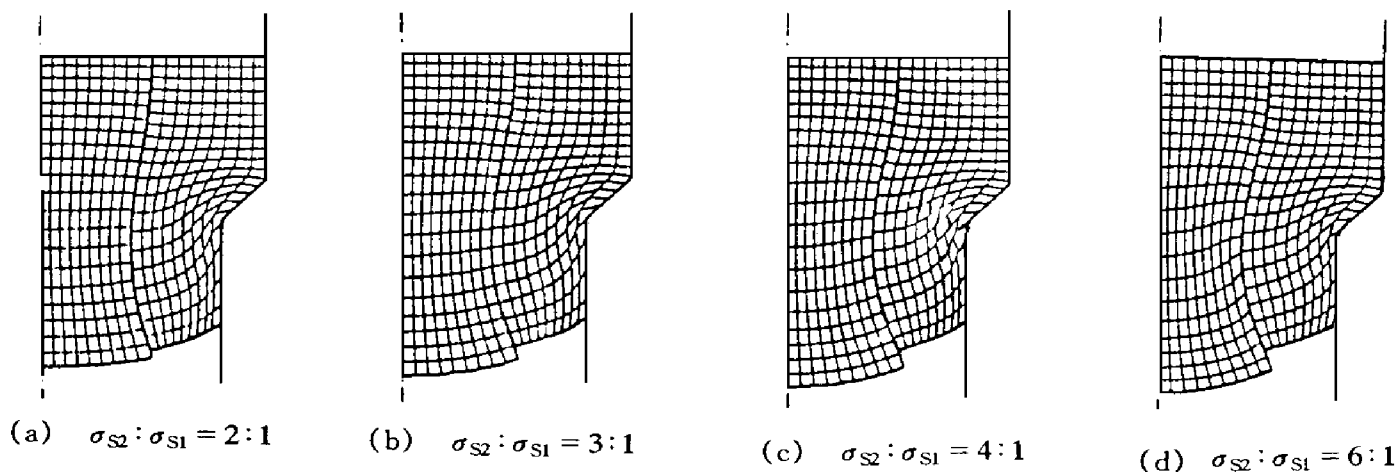 (a) σS2 : σS1 = 2:1
(b) σS2 : σS1 = 3:1
(c) σS2 : σS1 = 4:1
(d) σS2 : σS1 = 6:1